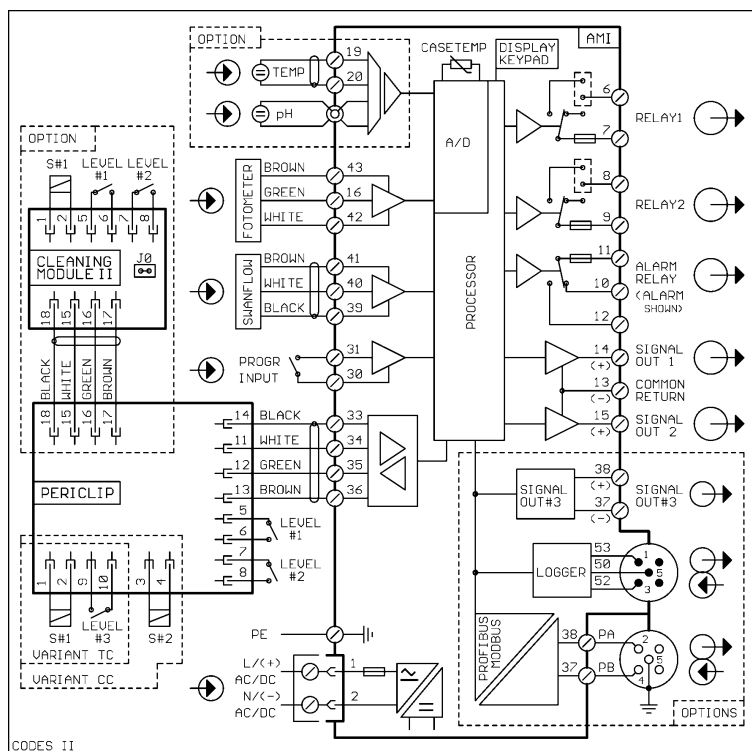 OPTION
19
TEMP
20
pH
CASETEMP
DISPLAY
KEYPAD
AMI
A/D
PROCESSOR
6
RELAY1
7
8
RELAY2
9
11
ALARM
RELAY
(ALARM
SHOWN)
10
12
14
(+)
SIGNAL
OUT 1
13
(-)
COMMON
RETURN
15
(+)
SIGNAL
OUT 2
FOTOMETER
BROWN 43
GREEN 16
WHITE 42
SWANFLOW
BROWN 41
WHITE 40
BLACK 39
PROGR
INPUT
31
30
OPTION
S#1
LEVEL
#1
LEVEL
#2
1 2 5 6 7 8
CLEANING
MODULE II
J0
18 15 16 17
BLACK
WHITE
GREEN
BROWN
18 15 16 17
PERICLIP
14 BLACK 33
11 WHITE 34
12 GREEN 35
13 BROWN 36
5
6
LEVEL
#1
7
8
LEVEL
#2
1 2 9 10 3 4
S#1
LEVEL
#3
S#2
VARIANT TC
VARIANT CC
PE
L/(+)
AC/DC
1
N/(-)
AC/DC
2
SIGNAL
OUT#3
38
(+)
37
(-)
SIGNAL
OUT#3
LOGGER
53
50
52
1
5
3
PROFIBUS
MODBUS
38 PA
37 PB
2
5
4
OPTIONS
CODES II